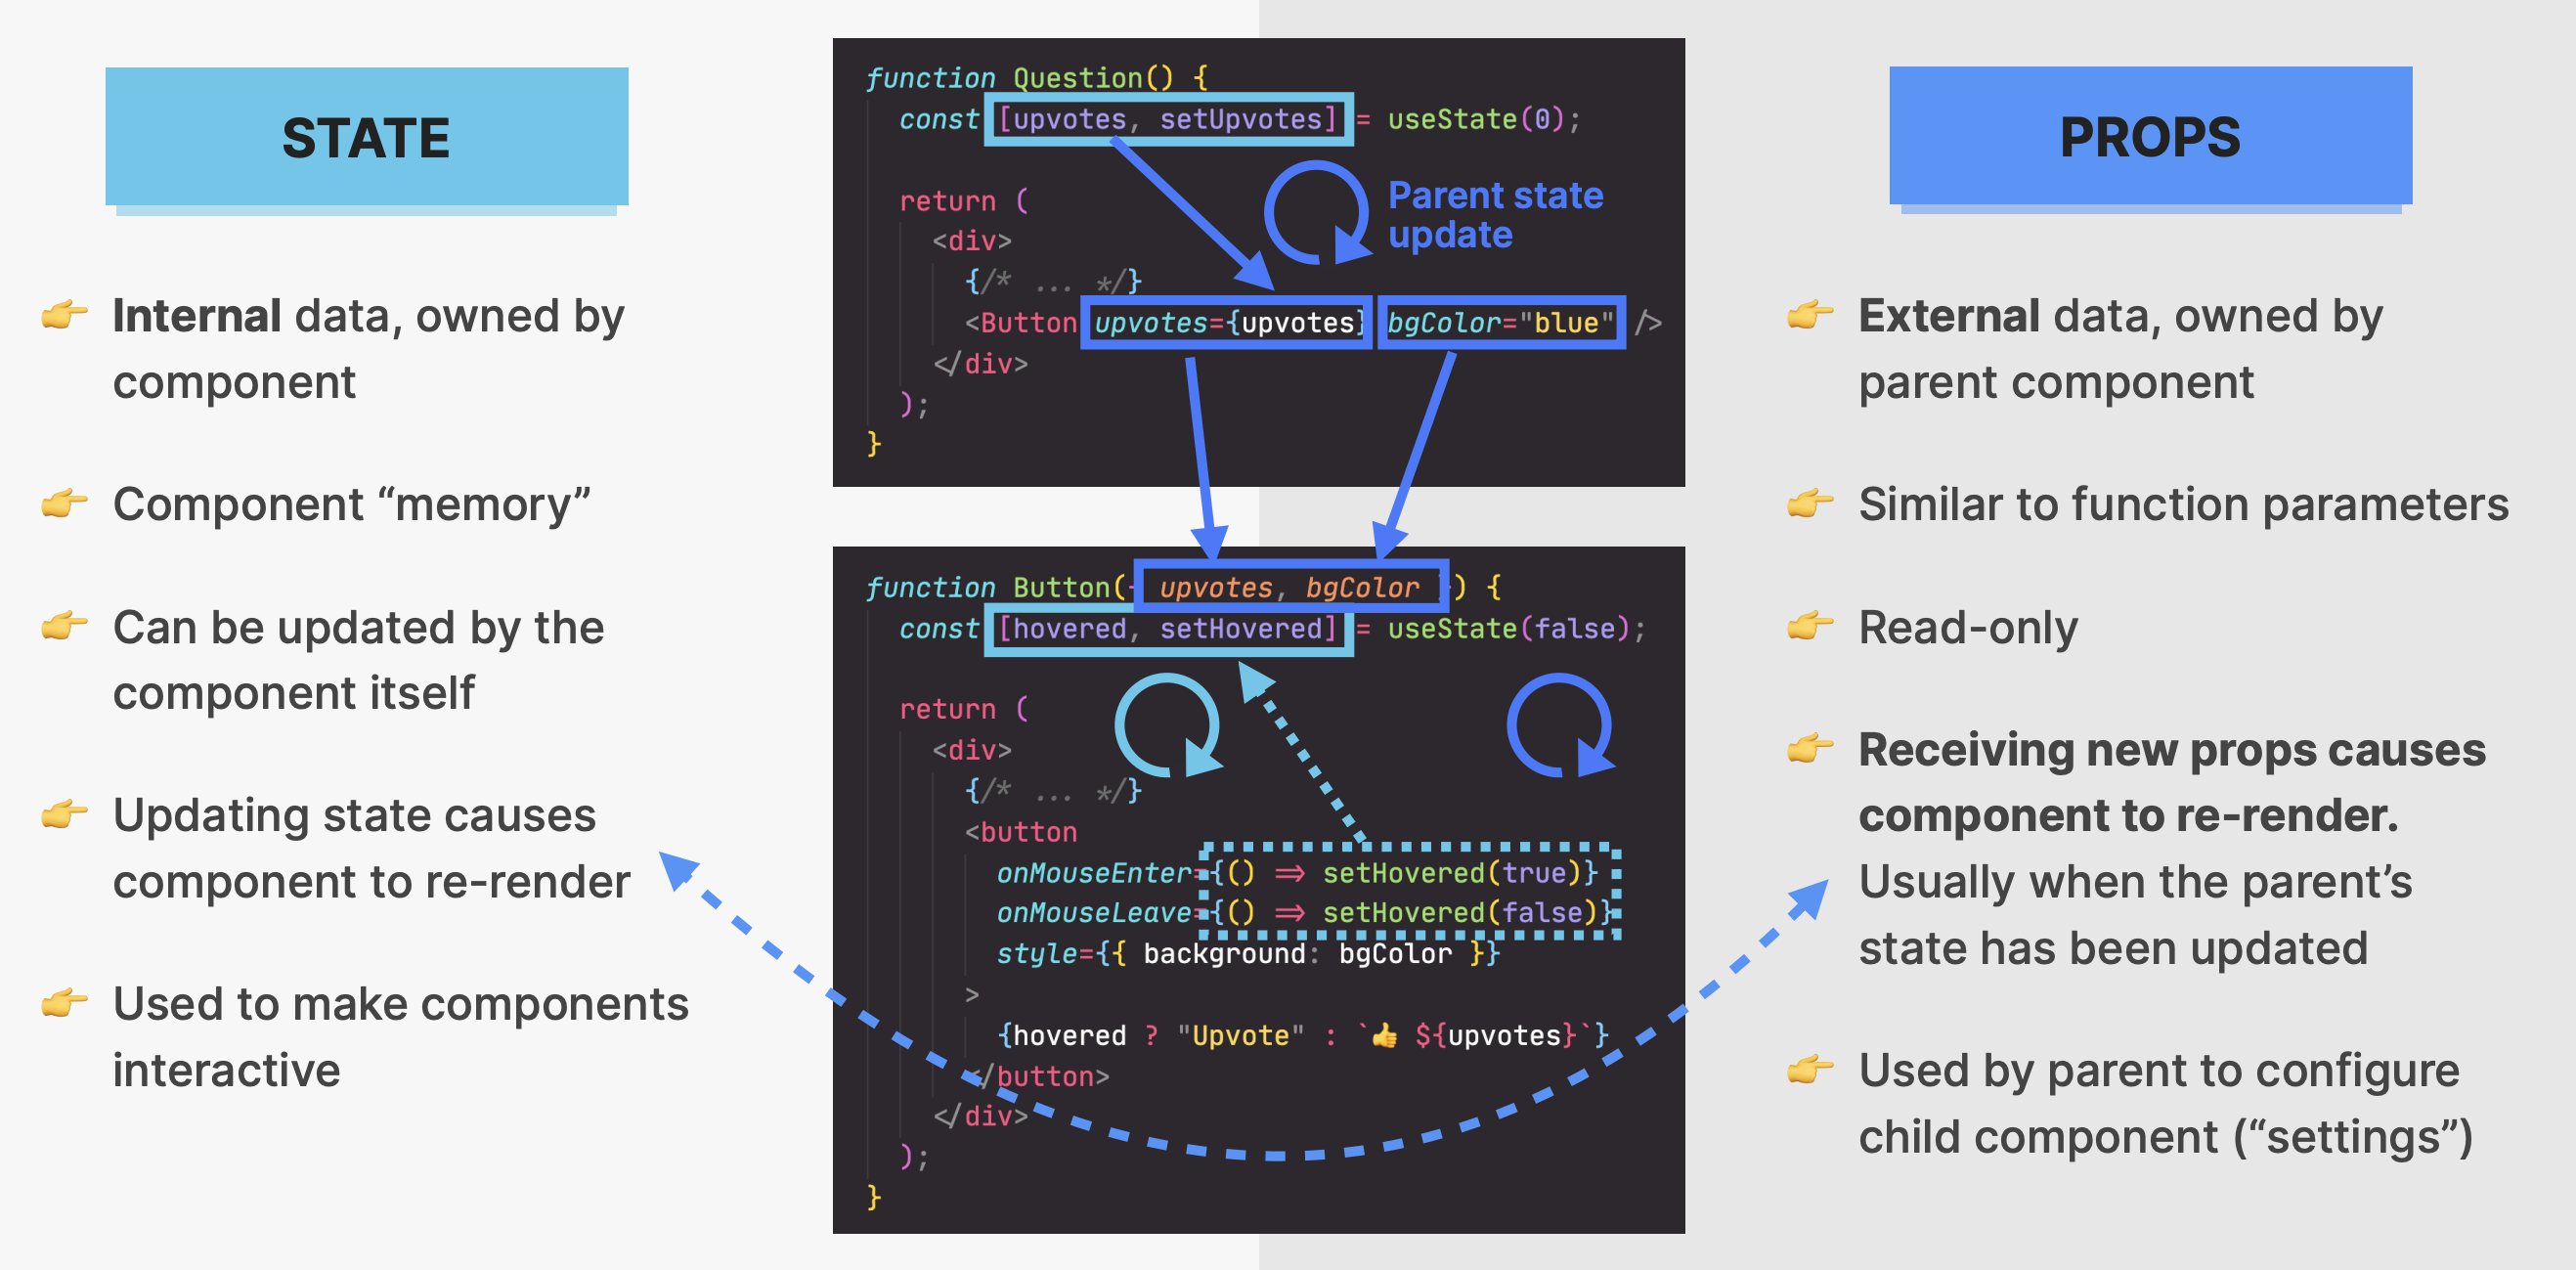 STATE
👉 Internal data, owned by
component
👉 Component “memory”
👉 Can be updated by the
component itself
👉 Updating state causes
component to re-render
👉 Used to make components
interactive
function Question() {
const [upvotes, setUpvotes] = useState(0);
return (
<div>
{/* ... */}
<Button upvotes={upvotes} bgColor="blue" />
</div>
);
}
Parent state
update
function Button({ upvotes, bgColor }) {
const [hovered, setHovered] = useState(false);
return (
<div>
{/* ... */}
<button
onMouseEnter={() => setHovered(true)}
onMouseLeave={() => setHovered(false)}
style={{ background: bgColor }}
>
{hovered ? "Upvote" : `👍 ${upvotes}`}
</button>
</div>
);
}
PROPS
👉 External data, owned by
parent component
👉 Similar to function parameters
👉 Read-only
👉 Receiving new props causes
component to re-render.
Usually when the parent’s
state has been updated
👉 Used by parent to configure
child component (“settings”)